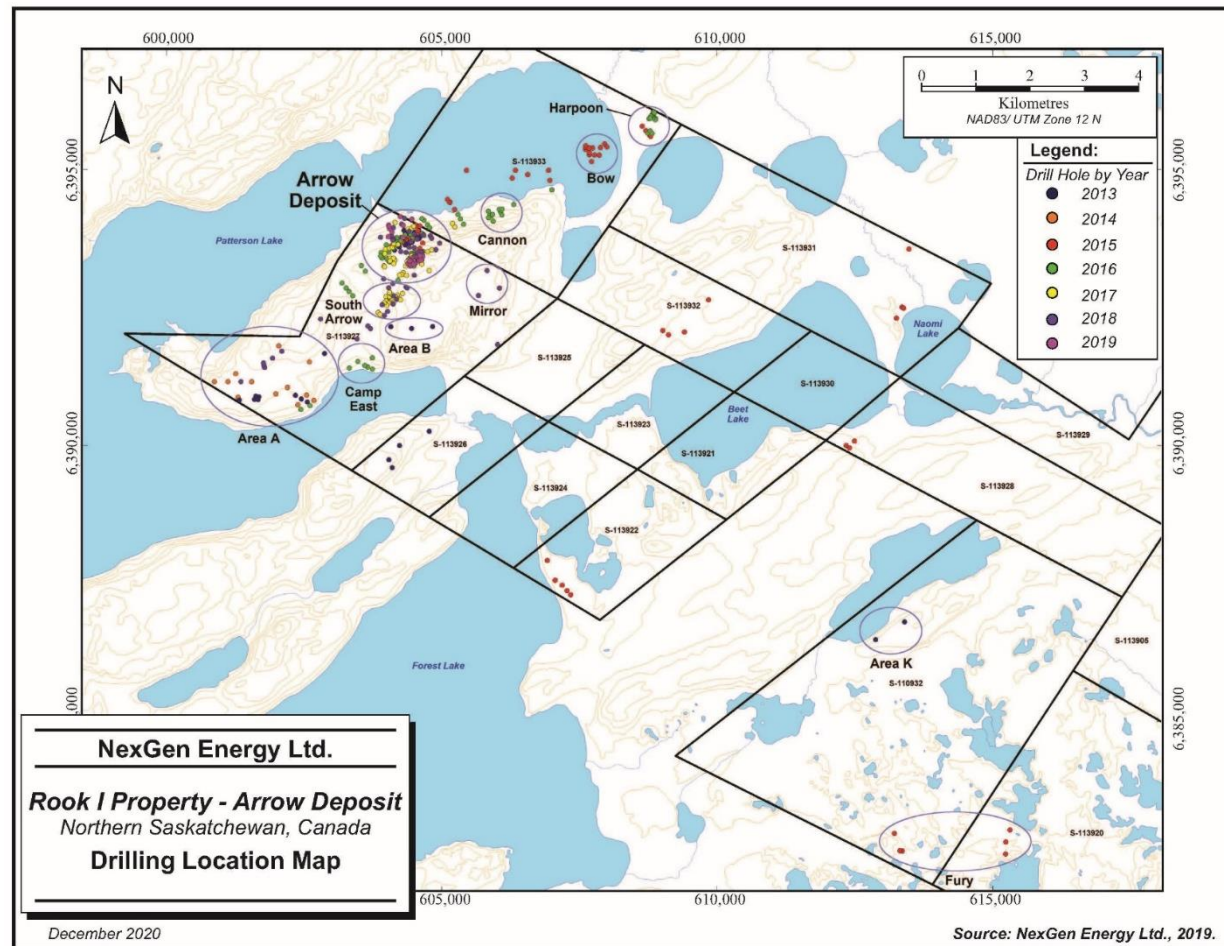 600,000
605,000
610,000
615,000
N
0 1 2 3 4
Kilometres
NAD83/ UTM Zone 12 N
Legend:
Drill Hole by Year
2013
2014
2015
2016
2017
2018
2019
6,395,000
6,395,000
Harpoon
S-113933
Bow
Arrow
Deposit
Patterson Lake
Cannon
S-113931
Mirror
South
Arrow
S-113932
Naomi
Lake
S-113927
Area B
S-113925
S-113930
Camp
East
Area A
Beet
Lake
6,390,000
6,390,000
S-113926
S-113923
S-113929
S-113921
S-113924
S-113928
S-113922
S-113905
Area K
Forest Lake
S-110932
6,385,000
S-113920
Fury
NexGen Energy Ltd.
Rook I Property - Arrow Deposit
Northern Saskatchewan, Canada
Drilling Location Map
605,000
610,000
615,000
December 2020
Source: NexGen Energy Ltd., 2019.